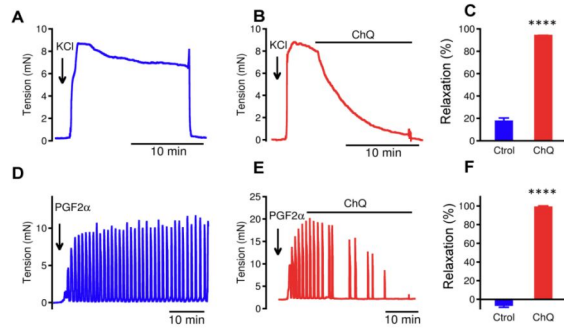 A
10
8
6
4
2
0
Tension (mN)
KCl
10 min
B
10
8
6
4
2
0
Tension (mN)
KCl
ChQ
10 min
C
100
80
60
40
20
0
Relaxation (%)
****
Ctrol
ChQ
D
10
5
0
Tension (mN)
PGF2α
10 min
E
25
20
15
10
5
0
Tension (mN)
PGF2α
ChQ
10 min
F
100
80
60
40
20
0
Relaxation (%)
****
Ctrol
ChQ